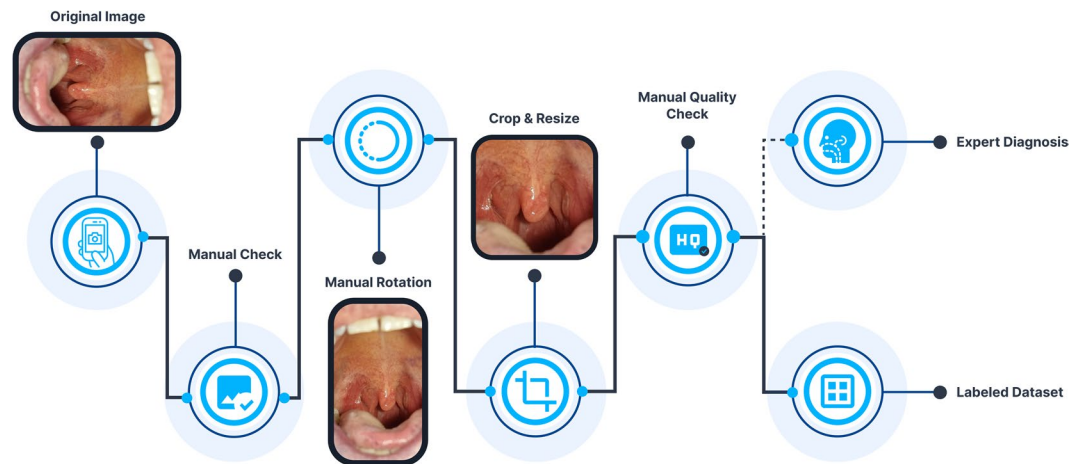 Original Image
Manual Check
Manual Rotation
Crop & Resize
Manual Quality
Check
HQ
Expert Diagnosis
Labeled Dataset